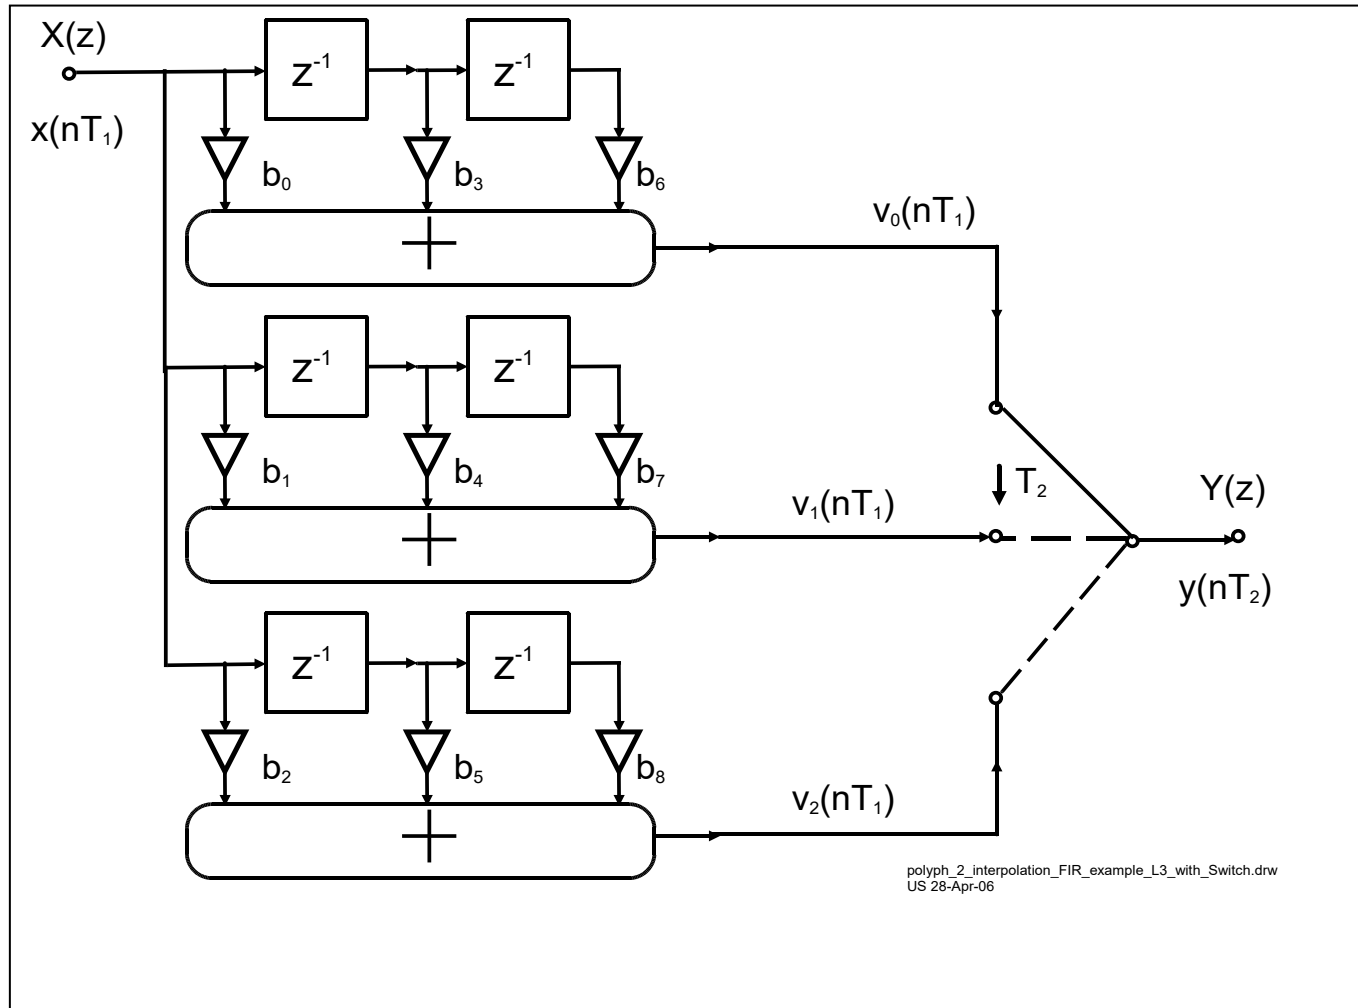 X(z)
x(nT₁)
z⁻¹
z⁻¹
b₀
b₃
b₆
+
v₀(nT₁)
z⁻¹
z⁻¹
b₁
b₄
b₇
+
v₁(nT₁)
T₂
Y(z)
y(nT₂)
z⁻¹
z⁻¹
b₂
b₅
b₈
+
v₂(nT₁)
polyph_2_interpolation_FIR_example_L3_with_Switch.drw
US 28-Apr-06